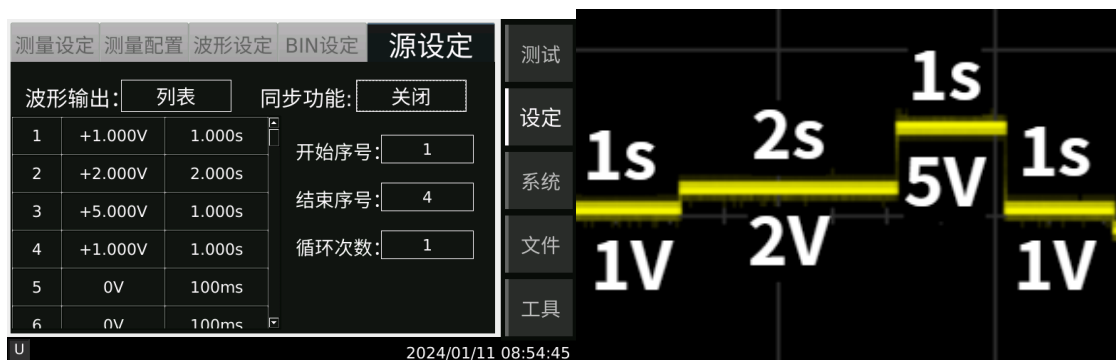 测量设定 测量配置 波形设定 BIN设定 源设定
测试
设定
系统
文件
工具
波形输出: 列表 同步功能: 关闭
1 +1.000V 1.000s
2 +2.000V 2.000s
3 +5.000V 1.000s
4 +1.000V 1.000s
5 0V 100ms
6 0V 100ms
开始序号: 1
结束序号: 4
循环次数: 1
U 2024/01/11 08:54:45
1s 2s 1s 1s
1V 2V 5V 1V